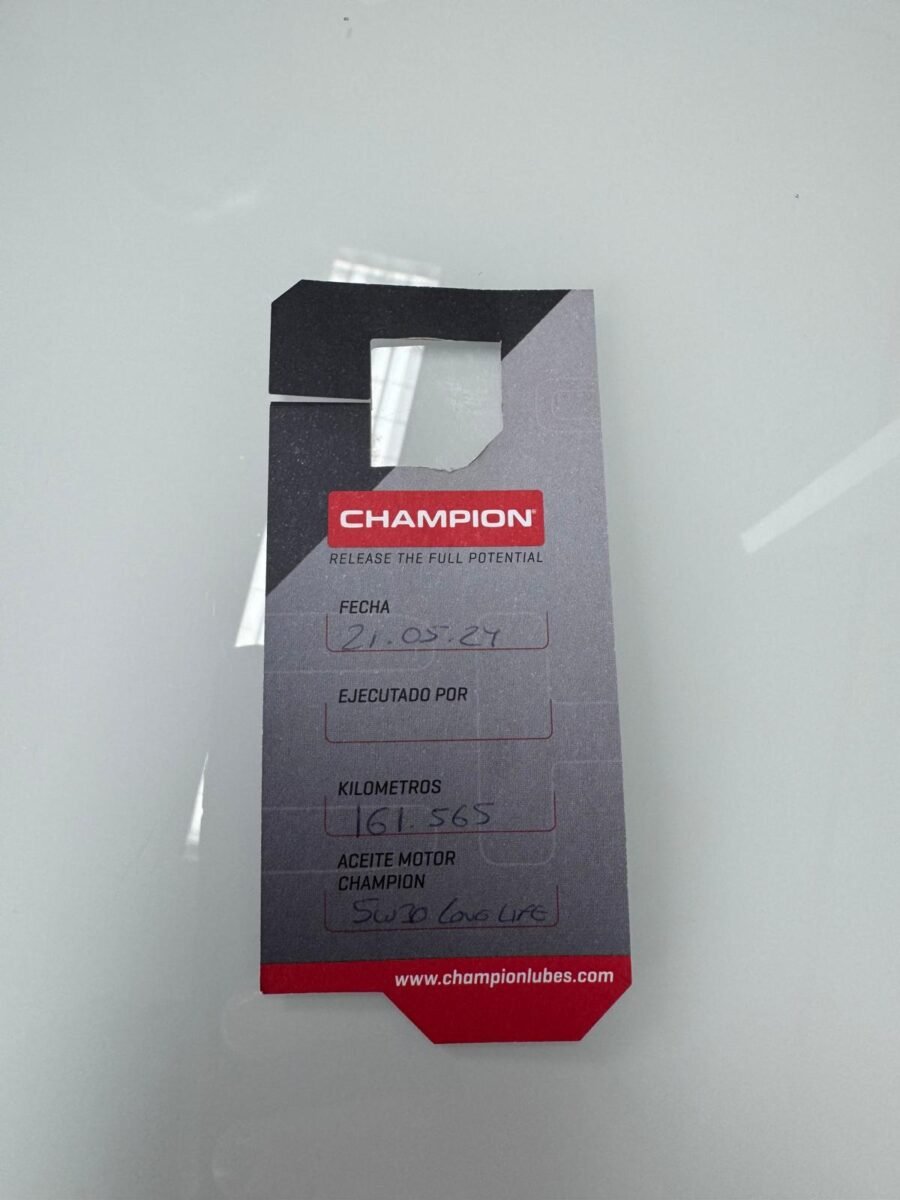 CHAMPION®
RELEASE THE FULL POTENTIAL
FECHA
21.05.24
EJECUTADO POR
KILOMETROS
161.565
ACEITE MOTOR
CHAMPION
5W30 LONG LIFE
www.championlubes.com